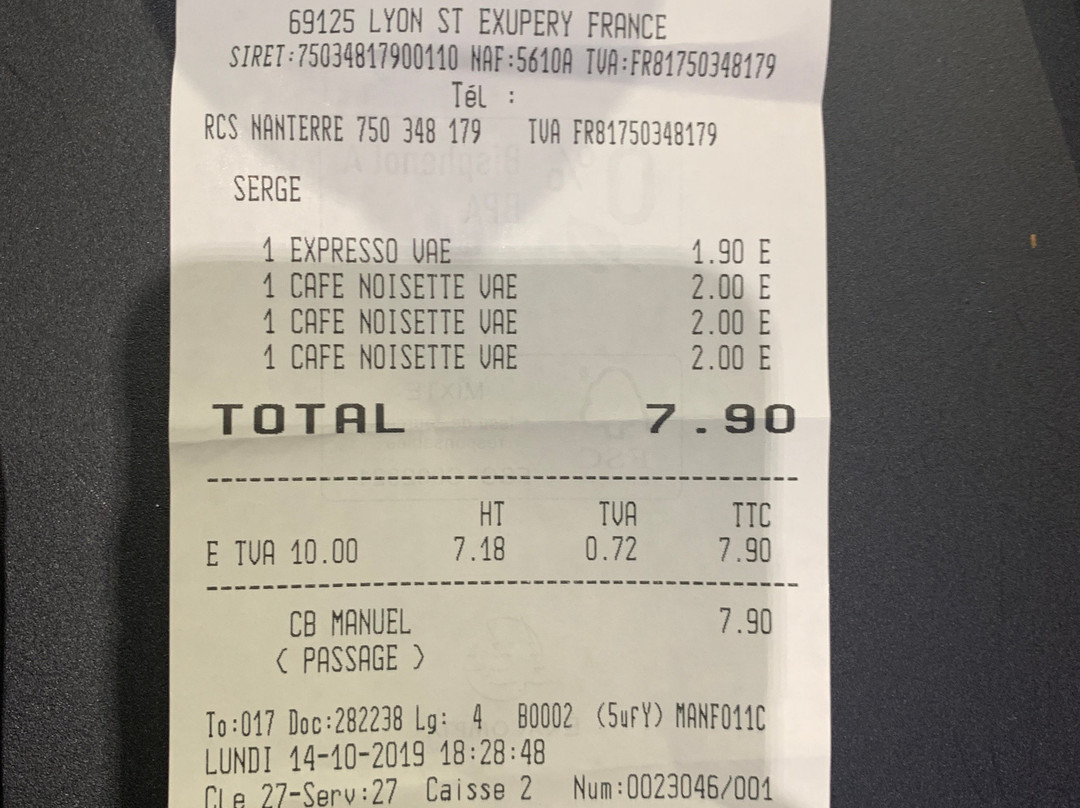 69125 LYON ST EXUPERY FRANCE
SIRET:75034817900110 NAF:5610A TVA:FR81750348179
Tél :
RCS NANTERRE 750 348 179 TVA FR81750348179
SERGE
1 EXPRESSO VAE 1.90 E
1 CAFE NOISETTE VAE 2.00 E
1 CAFE NOISETTE VAE 2.00 E
1 CAFE NOISETTE VAE 2.00 E
TOTAL 7.90
HT TVA TTC
E TVA 10.00 7.18 0.72 7.90
CB MANUEL 7.90
( PASSAGE )
To:017 Doc:282238 Lg: 4 B0002 (5uFY) MANF011C
LUNDI 14-10-2019 18:28:48
Cle 27-Serv:27 Caisse 2 Num:0023046/001